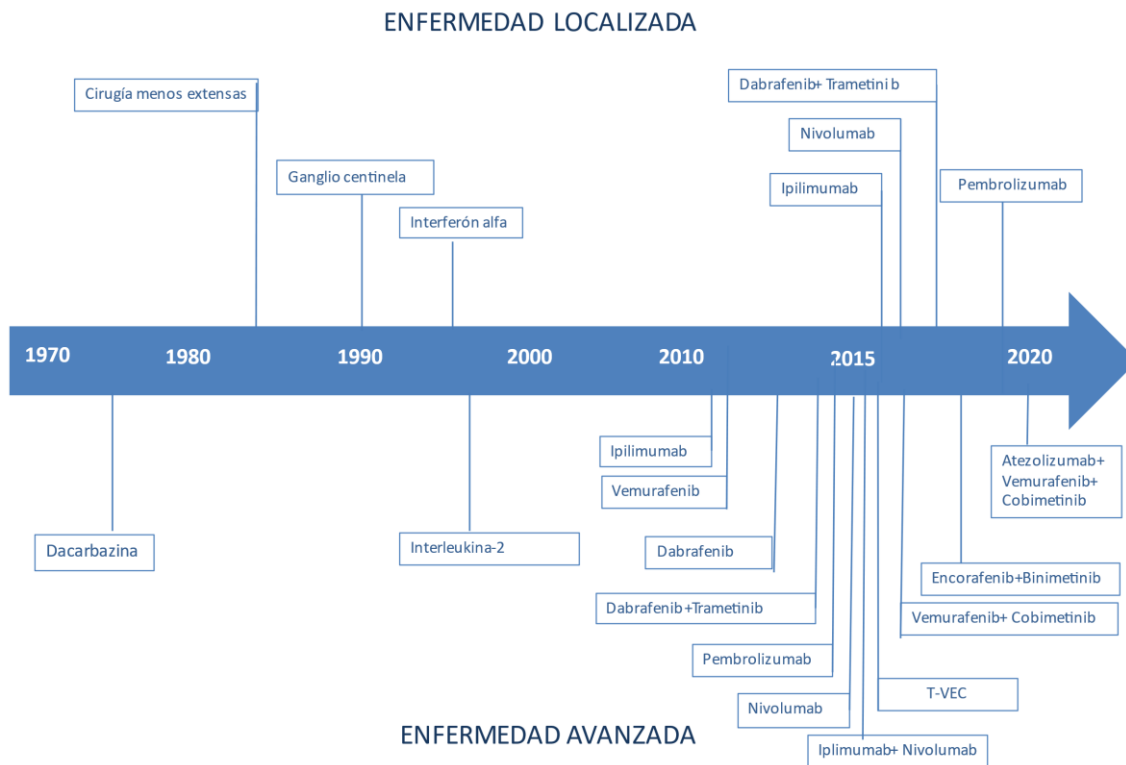 ENFERMEDAD LOCALIZADA
Cirugía menos extensas
Dabrafenib+ Trametinib
Nivolumab
Ganglio centinela
Ipilimumab
Pembrolizumab
Interferón alfa
1970
1980
1990
2000
2010
2015
2020
Ipilimumab
Vemurafenib
Atezolizumab+
Vemurafenib+
Cobimetinib
Dacarbazina
Interleukina-2
Dabrafenib
Encorafenib+Binimetinib
Dabrafenib+Trametinib
Vemurafenib+ Cobimetinib
Pembrolizumab
T-VEC
Nivolumab
ENFERMEDAD AVANZADA
Iplimumab+ Nivolumab